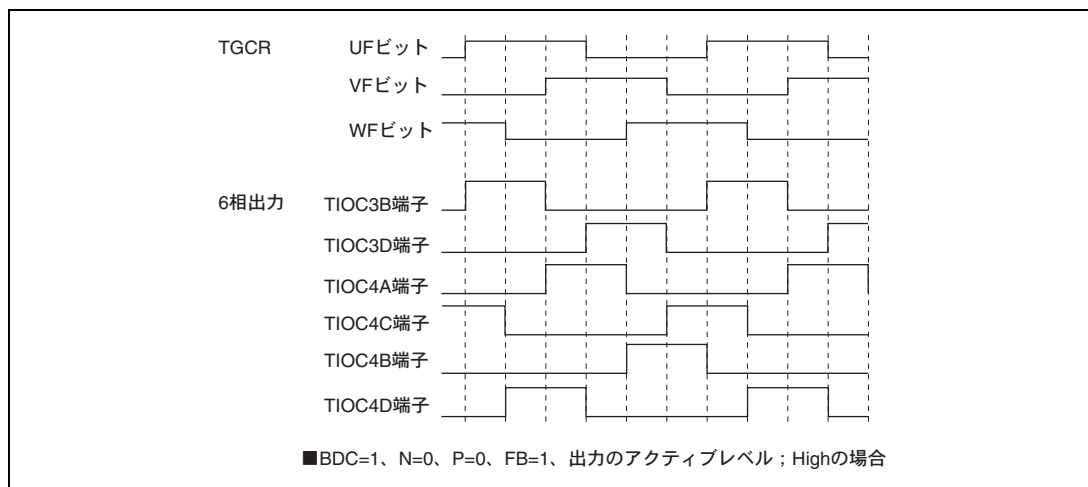 TGCR UFビット
VFビット
WFビット
6相出力 TIOC3B端子
TIOC3D端子
TIOC4A端子
TIOC4C端子
TIOC4B端子
TIOC4D端子
■BDC=1、N=0、P=0、FB=1、出力のアクティブレベル；Highの場合